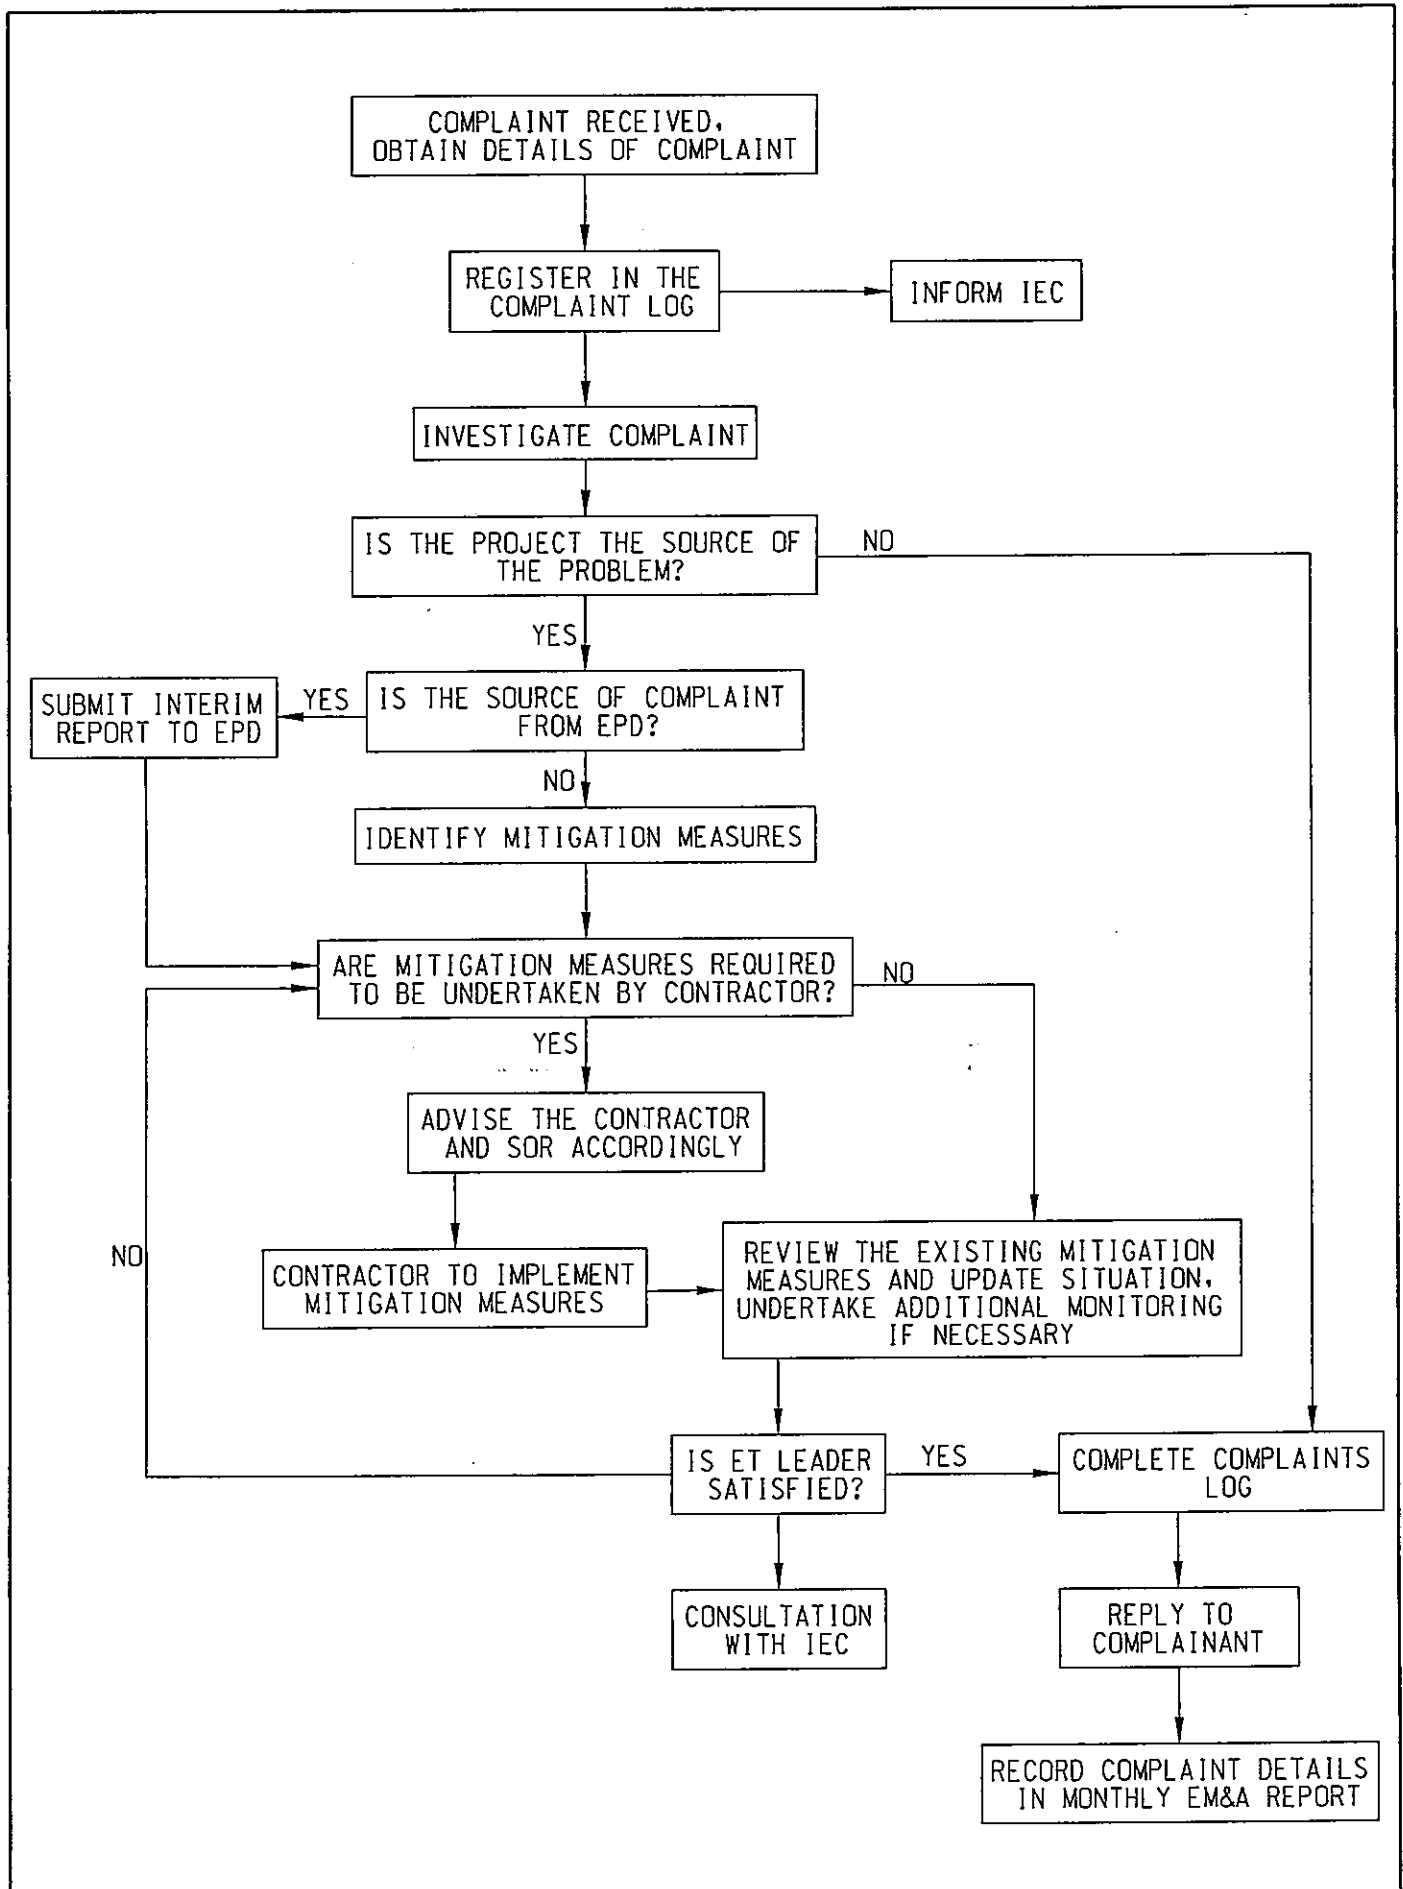 COMPLAINT RECEIVED,
OBTAIN DETAILS OF COMPLAINT
REGISTER IN THE
COMPLAINT LOG
INFORM IEC
INVESTIGATE COMPLAINT
IS THE PROJECT THE SOURCE OF
THE PROBLEM?
NO
YES
SUBMIT INTERIM
REPORT TO EPD
YES
IS THE SOURCE OF COMPLAINT
FROM EPD?
NO
IDENTIFY MITIGATION MEASURES
ARE MITIGATION MEASURES REQUIRED
TO BE UNDERTAKEN BY CONTRACTOR?
NO
YES
ADVISE THE CONTRACTOR
AND SOR ACCORDINGLY
NO
CONTRACTOR TO IMPLEMENT
MITIGATION MEASURES
REVIEW THE EXISTING MITIGATION
MEASURES AND UPDATE SITUATION,
UNDERTAKE ADDITIONAL MONITORING
IF NECESSARY
IS ET LEADER
SATISFIED?
YES
COMPLETE COMPLAINTS
LOG
CONSULTATION
WITH IEC
REPLY TO
COMPLAINANT
RECORD COMPLAINT DETAILS
IN MONTHLY EM&A REPORT